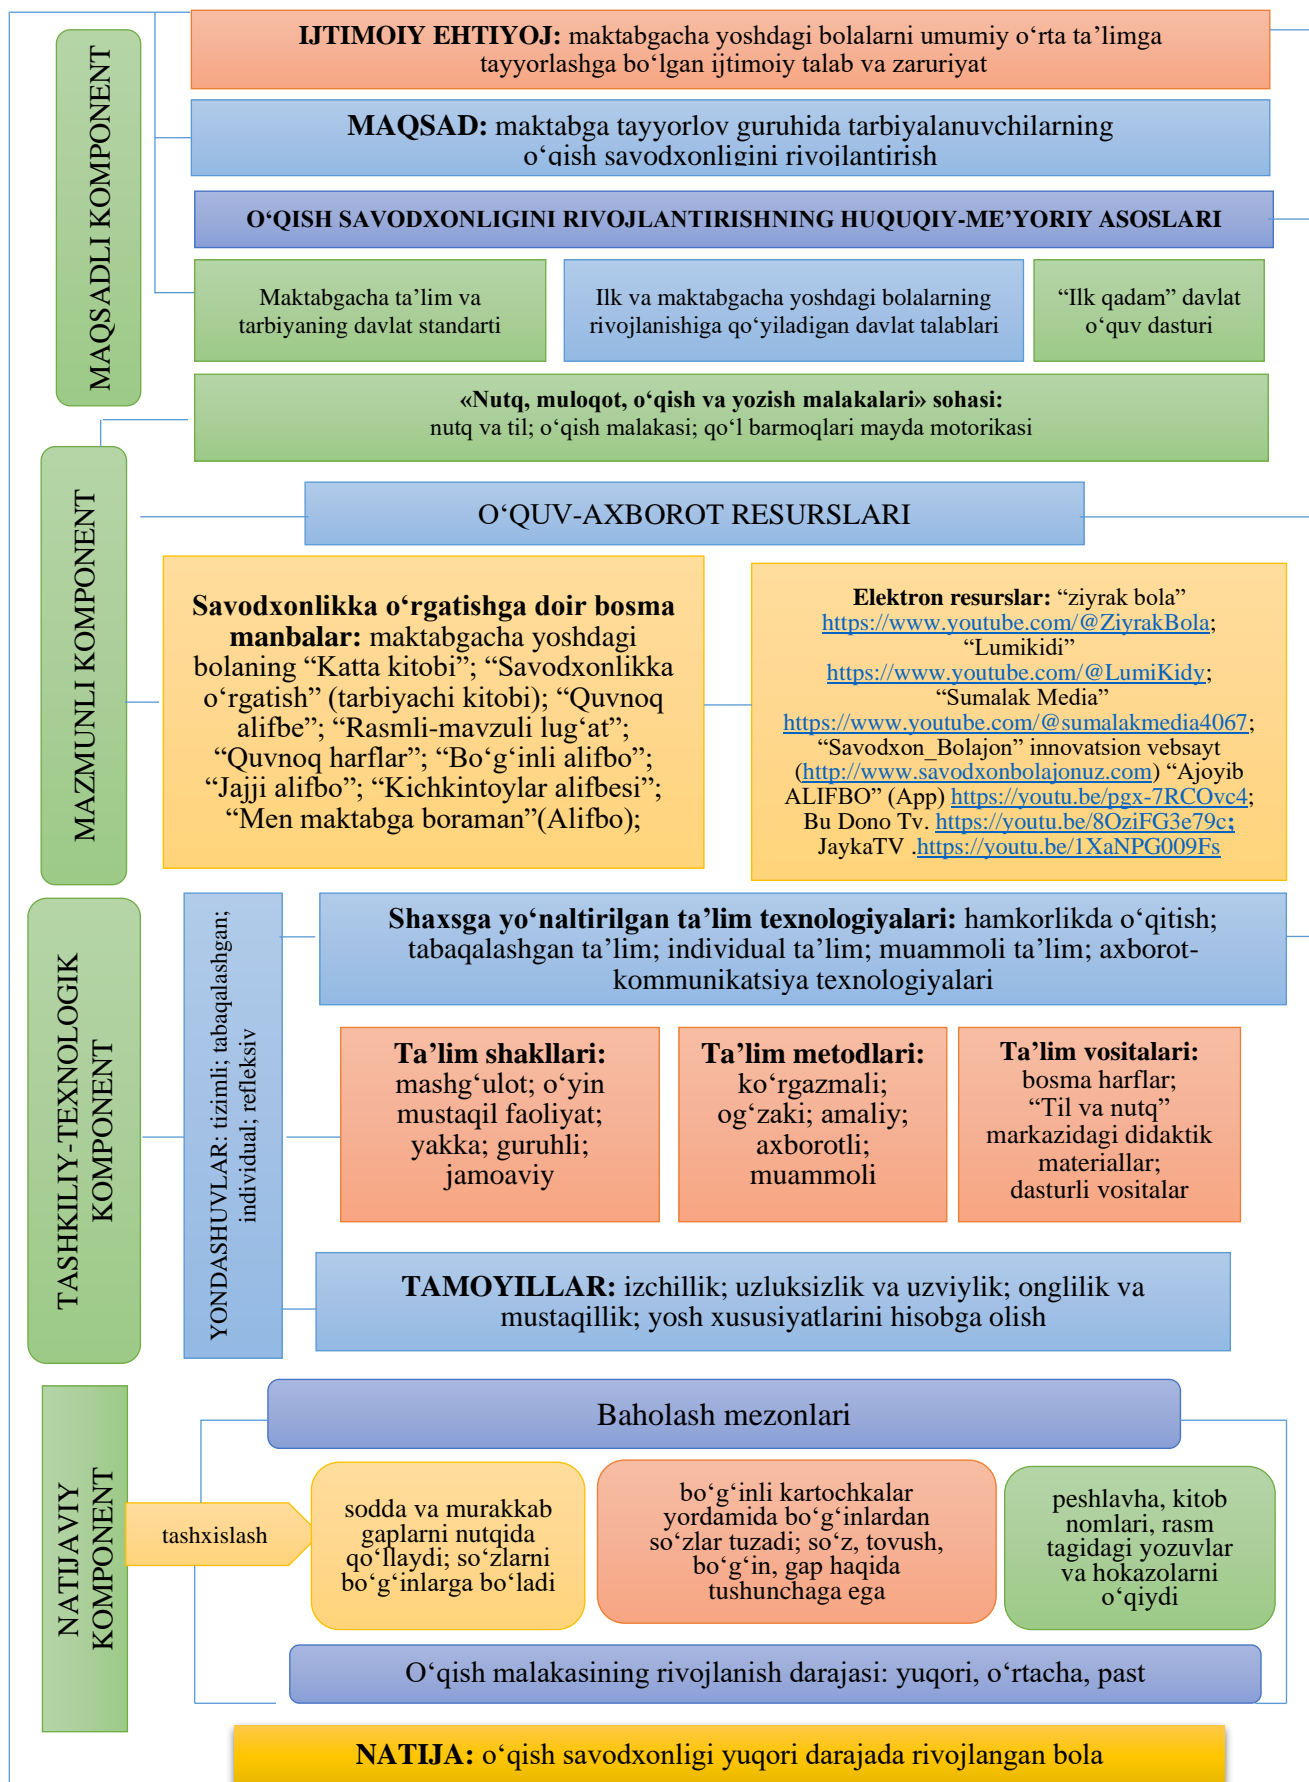 MAQSADLI KOMPONENT
IJTIMOIY EHTIYOJ: maktabgacha yoshdagi bolalarni umumiy o‘rta ta’limga
tayyorlashga bo‘lgan ijtimoiy talab va zaruriyat
MAQSAD: maktabga tayyorlov guruhida tarbiyalanuvchilarning
o‘qish savodxonligini rivojlantirish
O‘QISH SAVODXONLIGINI RIVOJLANTIRISHNING HUQUQIY-ME’YORIY ASOSLARI
Maktabgacha ta’lim va
tarbiyaning davlat standarti
Ilk va maktabgacha yoshdagi bolalarning
rivojlanishiga qo‘yiladigan davlat talablari
“Ilk qadam” davlat
o‘quv dasturi
MAZMUNLI KOMPONENT
«Nutq, muloqot, o‘qish va yozish malakalari» sohasi:
nutq va til; o‘qish malakasi; qo‘l barmoqlari mayda motorikasi
O‘QUV-AXBOROT RESURSLARI
Savodxonlikka o‘rgatishga doir bosma
manbalar: maktabgacha yoshdagi
bolaning “Katta kitobi”; “Savodxonlikka
o‘rgatish” (tarbiyachi kitobi); “Quvnoq
alifbe”; “Rasmli-mavzuli lug‘at”;
“Quvnoq harflar”; “Bo‘g‘inli alifbo”;
“Jajji alifbo”; “Kichkintoylar alifbesi”;
“Men maktabga boraman”(Alifbo);
Elektron resurslar: “ziyrak bola”
https://www.youtube.com/@ZiyrakBola;
“Lumikidi”
https://www.youtube.com/@LumiKidy;
“Sumalak Media”
https://www.youtube.com/@sumalakmedia4067;
“Savodxon_Bolajon” innovatsion vebsayt
(http://www.savodxonbolajonuz.com) “Ajoyib
ALIFBO” (App) https://youtu.be/pgx-7RCOvc4;
Bu Dono Tv. https://youtu.be/8OziFG3e79c;
JaykaTV .https://youtu.be/1XaNPG009Fs
TASHKILIY-TEXNOLOGIK
KOMPONENT
YONDASHUVLAR: tizimli; tabaqalashgan;
individual; refleksiv
Shaxsga yo‘naltirilgan ta’lim texnologiyalari: hamkorlikda o‘qitish;
tabaqalashgan ta’lim; individual ta’lim; muammoli ta’lim; axborot-
kommunikatsiya texnologiyalari
Ta’lim shakllari:
mashg‘ulot; o‘yin
mustaqil faoliyat;
yakka; guruhli;
jamoaviy
Ta’lim metodlari:
ko‘rgazmali;
og‘zaki; amaliy;
axborotli;
muammoli
Ta’lim vositalari:
bosma harflar;
“Til va nutq”
markazidagi didaktik
materiallar;
dasturli vositalar
TAMOYILLAR: izchillik; uzluksizlik va uzviylik; onglilik va
mustaqillik; yosh xususiyatlarini hisobga olish
NATIJAVIY
KOMPONENT
Baholash mezonlari
tashxislash
sodda va murakkab
gaplarni nutqida
qo‘llaydi; so‘zlarni
bo‘g‘inlarga bo‘ladi
bo‘g‘inli kartochkalar
yordamida bo‘g‘inlardan
so‘zlar tuzadi; so‘z, tovush,
bo‘g‘in, gap haqida
tushunchaga ega
peshlavha, kitob
nomlari, rasm
tagidagi yozuvlar
va hokazolarni
o‘qiydi
O‘qish malakasining rivojlanish darajasi: yuqori, o‘rtacha, past
NATIJA: o‘qish savodxonligi yuqori darajada rivojlangan bola